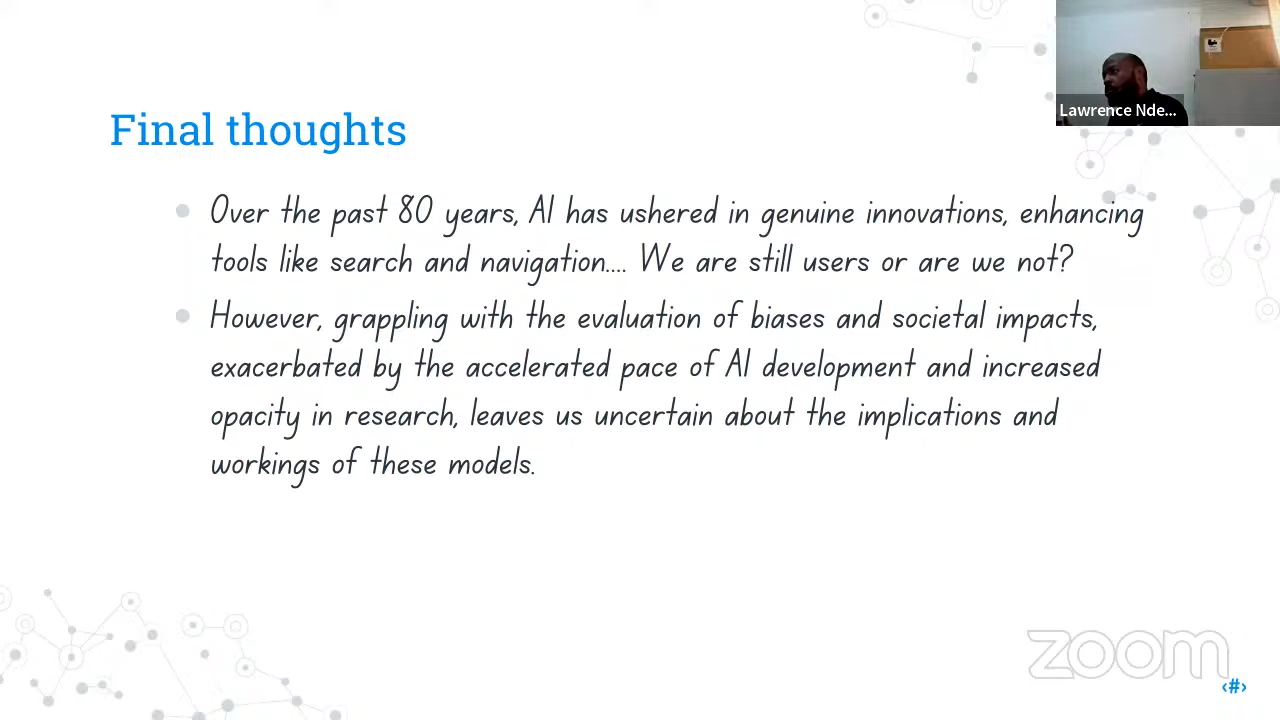 Lawrence Nde...
Final thoughts
Over the past 80 years, AI has ushered in genuine innovations, enhancing
tools like search and navigation.... We are still users or are we not?
However, grappling with the evaluation of biases and societal impacts,
exacerbated by the accelerated pace of AI development and increased
opacity in research, leaves us uncertain about the implications and
workings of these models.
zoom
‹#›